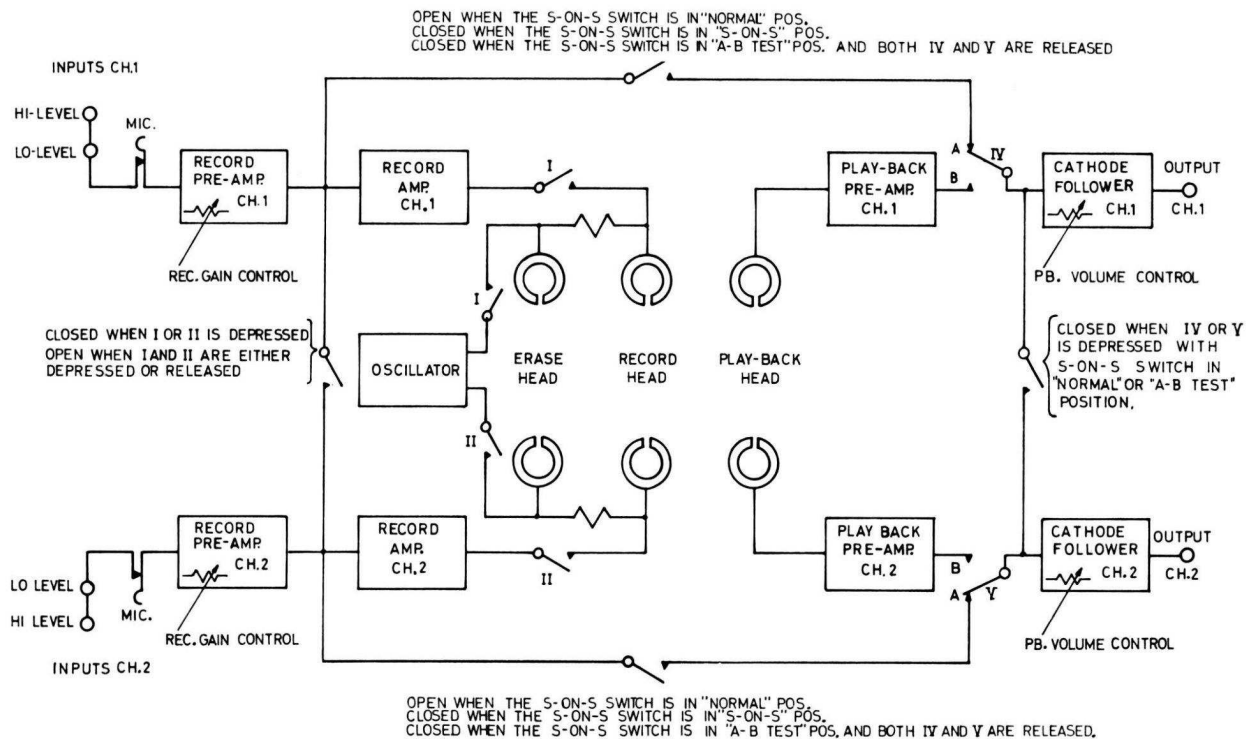 OPEN WHEN THE S-ON-S SWITCH IS IN "NORMAL" POS.
CLOSED WHEN THE S-ON-S SWITCH IS IN "S-ON-S" POS.
CLOSED WHEN THE S-ON-S SWITCH IS IN "A-B TEST" POS. AND BOTH IV AND V ARE RELEASED
INPUTS CH.1
HI-LEVEL
LO-LEVEL
MIC.
RECORD
PRE-AMP.
CH.1
REC. GAIN CONTROL
RECORD
AMP.
CH.1
I
PLAY-BACK
PRE-AMP.
CH.1
A
B
IV
CATHODE
FOLLOWER
CH.1
OUTPUT
CH.1
PB. VOLUME CONTROL
I
CLOSED WHEN I OR II IS DEPRESSED
OPEN WHEN I AND II ARE EITHER
DEPRESSED OR RELEASED
OSCILLATOR
ERASE
HEAD
RECORD
HEAD
PLAY-BACK
HEAD
CLOSED WHEN IV OR V
IS DEPRESSED WITH
S-ON-S SWITCH IN
"NORMAL" OR "A-B TEST"
POSITION.
II
LO LEVEL
HI LEVEL
MIC.
RECORD
PRE-AMP.
CH.2
REC. GAIN CONTROL
RECORD
AMP.
CH.2
II
PLAY BACK
PRE-AMP.
CH.2
B
A
V
CATHODE
FOLLOWER
CH.2
OUTPUT
CH.2
PB. VOLUME CONTROL
INPUTS CH.2
OPEN WHEN THE S-ON-S SWITCH IS IN "NORMAL" POS.
CLOSED WHEN THE S-ON-S SWITCH IS IN "S-ON-S" POS.
CLOSED WHEN THE S-ON-S SWITCH IS IN "A-B TEST" POS. AND BOTH IV AND V ARE RELEASED.